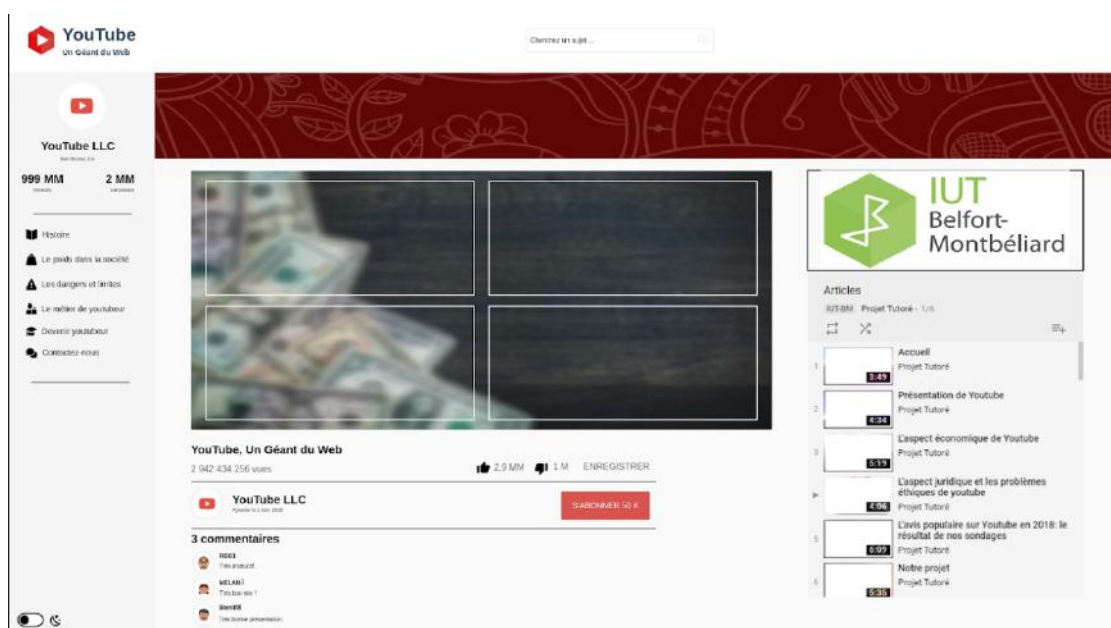 YouTube
Un Géant du Web
Cherchez un sujet ...
YouTube LLC
999 MM
2 MM
Histoire
Le poids dans la société
Les dangers et limites
Le métier de youtubeur
Devenir youtubeur
Contactez-nous
YouTube, Un Géant du Web
2 942 434 256 vues
2.9 MM
1 M
ENREGISTRER
YouTube LLC
S'ABONNER 50 K
3 commentaires
Très bon site !
Très bonne présentation.
IUT
Belfort-
Montbéliard
Articles
IUT-BM Projet Tutoré - 1/6
1
3:49
Accueil
Projet Tutoré
2
4:34
Présentation de Youtube
Projet Tutoré
3
5:19
L'aspect économique de Youtube
Projet Tutoré
4:06
L'aspect juridique et les problèmes
éthiques de youtube
Projet Tutoré
5
6:09
L'avis populaire sur Youtube en 2018: le
résultat de nos sondages
Projet Tutoré
6
5:35
Notre projet
Projet Tutoré